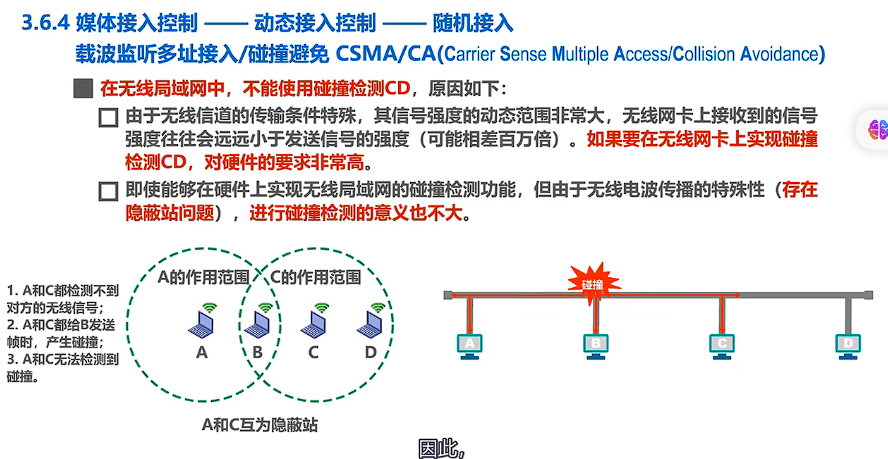 3.6.4 媒体接入控制 —— 动态接入控制 —— 随机接入
载波监听多址接入/碰撞避免 CSMA/CA(Carrier Sense Multiple Access/Collision Avoidance)
在无线局域网中，不能使用碰撞检测CD，原因如下：
由于无线信道的传输条件特殊，其信号强度的动态范围非常大，无线网卡上接收到的信号
强度往往会远远小于发送信号的强度（可能相差百万倍）。如果要在无线网卡上实现碰撞
检测CD，对硬件的要求非常高。
即使能够在硬件上实现无线局域网的碰撞检测功能，但由于无线电波传播的特殊性（存在
隐蔽站问题），进行碰撞检测的意义也不大。
A的作用范围
C的作用范围
1. A和C都检测不到
对方的无线信号；
2. A和C都给B发送
帧时，产生碰撞；
3. A和C无法检测到
碰撞。
A
B
C
D
A和C互为隐蔽站
碰撞
A
B
C
D
因此，